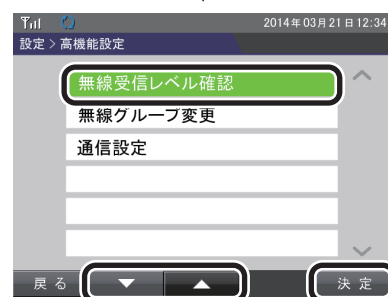 2014年03月21日12:34
設定 > 高機能設定
無線受信レベル確認
無線グループ変更
通信設定
戻る ▼ ▲ 決定